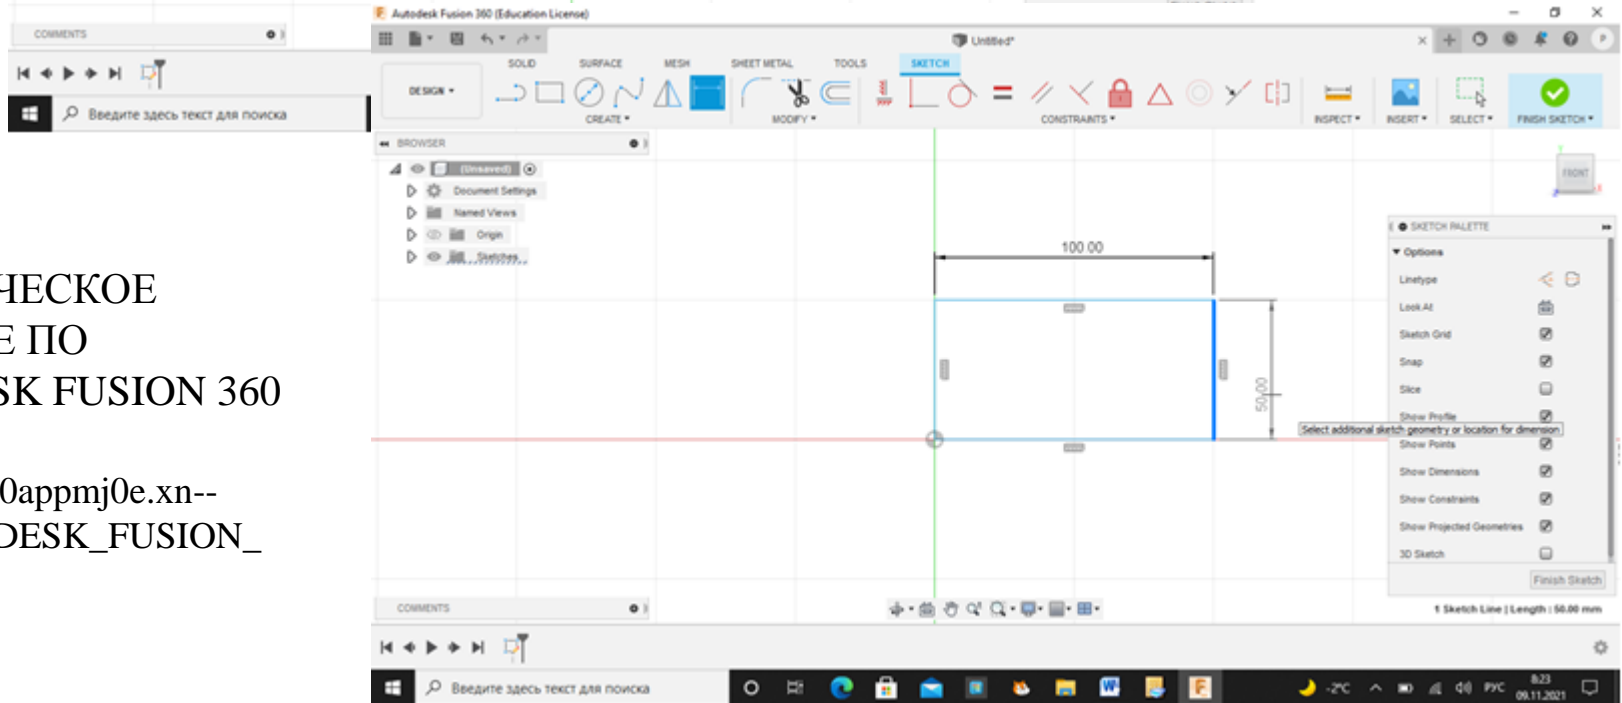 COMMENTS
Введите здесь текст для поиска
ЧЕСКОЕ
Е ПО
SK FUSION 360
0appmj0e.xn--
DESK_FUSION_
Autodesk Fusion 360 (Education License)
Untitled*
P
SOLID SURFACE MESH SHEET METAL TOOLS SKETCH
DESIGN
CREATE MODIFY CONSTRAINTS INSPECT INSERT SELECT FINISH SKETCH
BROWSER
(Unsaved)
Document Settings
Named Views
Origin
Sketches
FRONT
100.00
50.00
SKETCH PALETTE
Options
Linetype
Look At
Sketch Grid
Snap
Slice
Show Profile
Select additional sketch geometry or location for dimension
Show Points
Show Dimensions
Show Constraints
Show Projected Geometries
3D Sketch
Finish Sketch
COMMENTS
1 Sketch Line | Length : 50.00 mm
Введите здесь текст для поиска
-2°C
РУС
8:23
09.11.2021